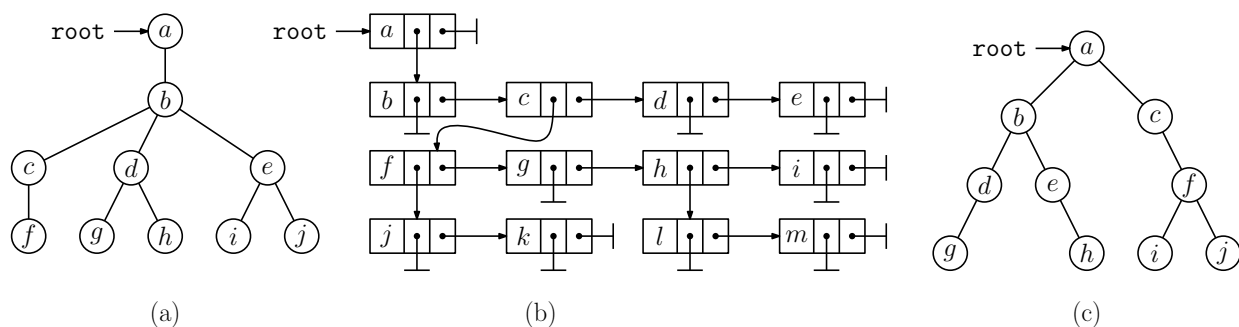 root a
b
c d e
f g h i j
(a)
root a
b c d e
f g h i
j k l m
(b)
root a
b c
d e f
g h i j
(c)